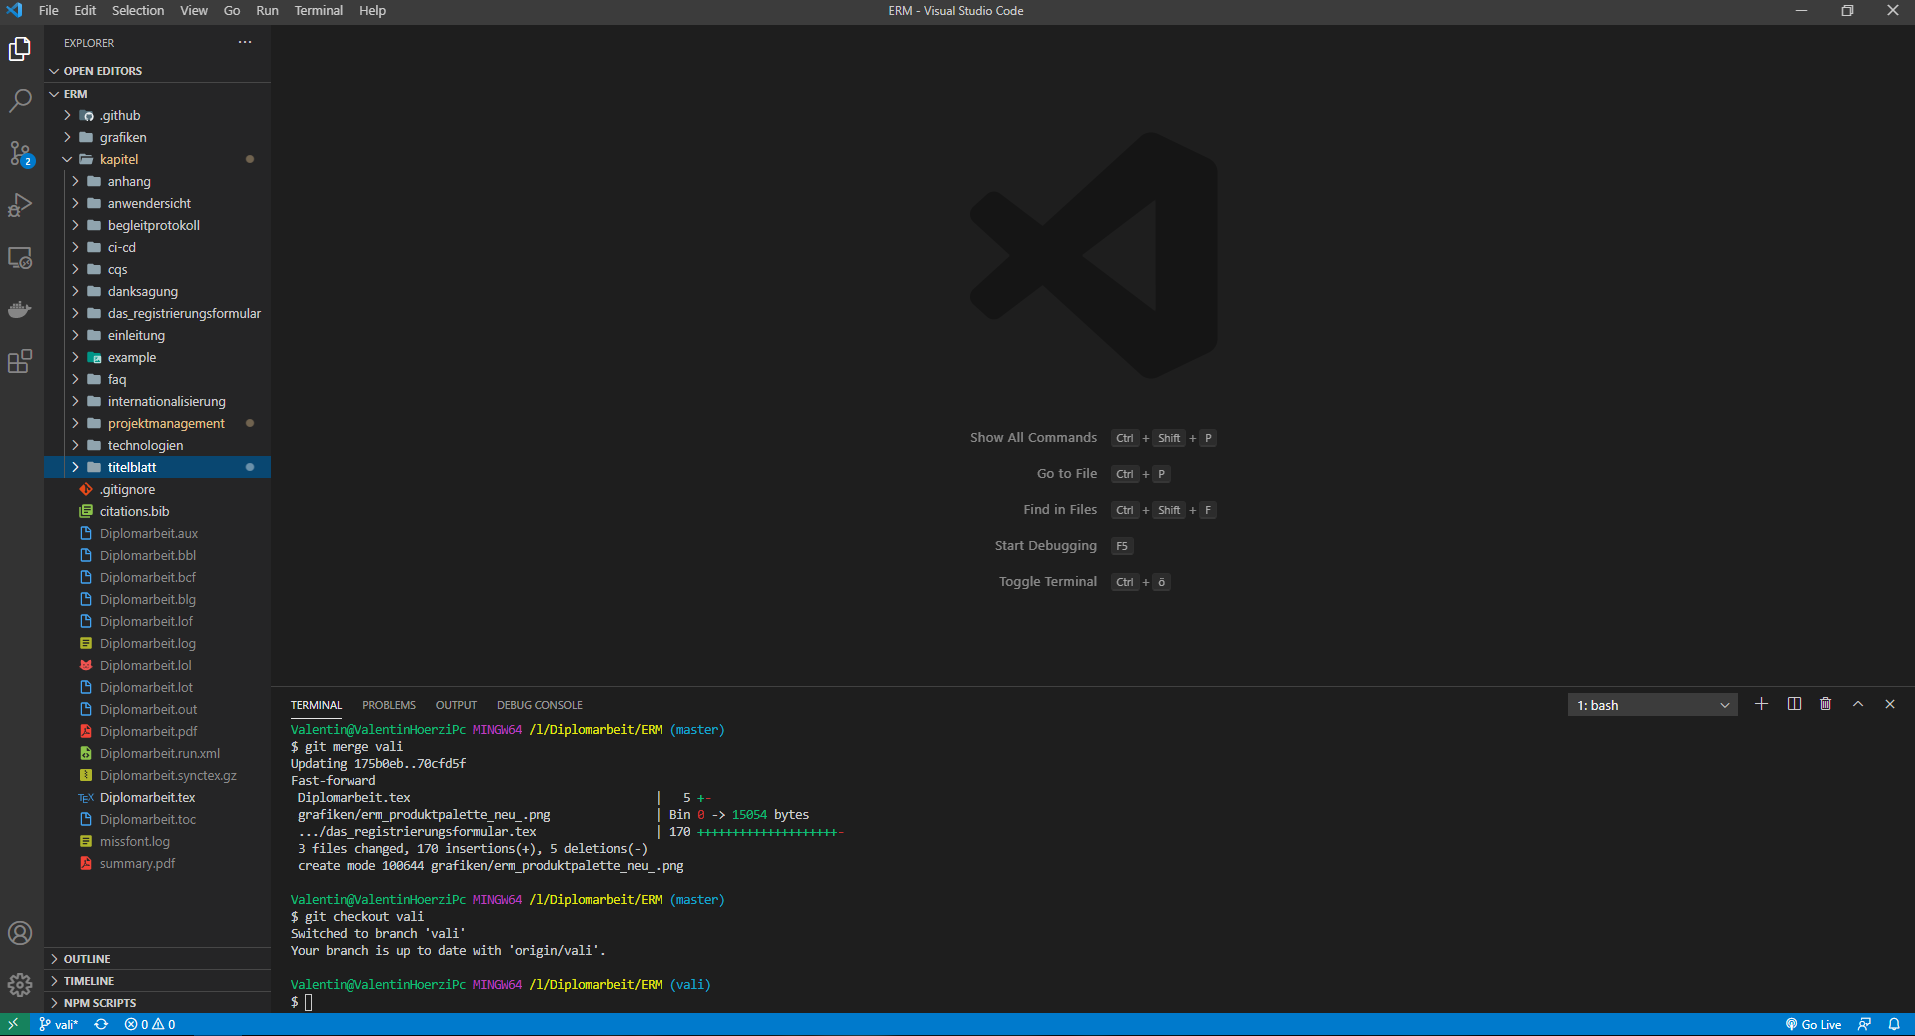 File Edit Selection View Go Run Terminal Help
ERM - Visual Studio Code
EXPLORER
OPEN EDITORS
ERM
.github
grafiken
kapitel
anhang
anwendersicht
begleitprotokoll
ci-cd
cqs
danksagung
das_registrierungsformular
einleitung
example
faq
internationalisierung
projektmanagement
technologien
titelblatt
.gitignore
citations.bib
Diplomarbeit.aux
Diplomarbeit.bbl
Diplomarbeit.bcf
Diplomarbeit.blg
Diplomarbeit.lof
Diplomarbeit.log
Diplomarbeit.lol
Diplomarbeit.lot
Diplomarbeit.out
Diplomarbeit.pdf
Diplomarbeit.run.xml
Diplomarbeit.synctex.gz
TEX Diplomarbeit.tex
Diplomarbeit.toc
missfont.log
summary.pdf
OUTLINE
TIMELINE
NPM SCRIPTS
2
Show All Commands Ctrl + Shift + P
Go to File Ctrl + P
Find in Files Ctrl + Shift + F
Start Debugging F5
Toggle Terminal Ctrl + ö
TERMINAL PROBLEMS OUTPUT DEBUG CONSOLE
1: bash
Valentin@ValentinHoerziPc MINGW64 /l/Diplomarbeit/ERM (master)
$ git merge vali
Updating 175b0eb..70cfd5f
Fast-forward
Diplomarbeit.tex | 5 +-
grafiken/erm_produktpalette_neu_.png | Bin 0 -> 15054 bytes
.../das_registrierungsformular.tex | 170 ++++++++++++++++++++-
3 files changed, 170 insertions(+), 5 deletions(-)
create mode 100644 grafiken/erm_produktpalette_neu_.png
Valentin@ValentinHoerziPc MINGW64 /l/Diplomarbeit/ERM (master)
$ git checkout vali
Switched to branch 'vali'
Your branch is up to date with 'origin/vali'.
Valentin@ValentinHoerziPc MINGW64 /l/Diplomarbeit/ERM (vali)
$
vali* 0 0
Go Live